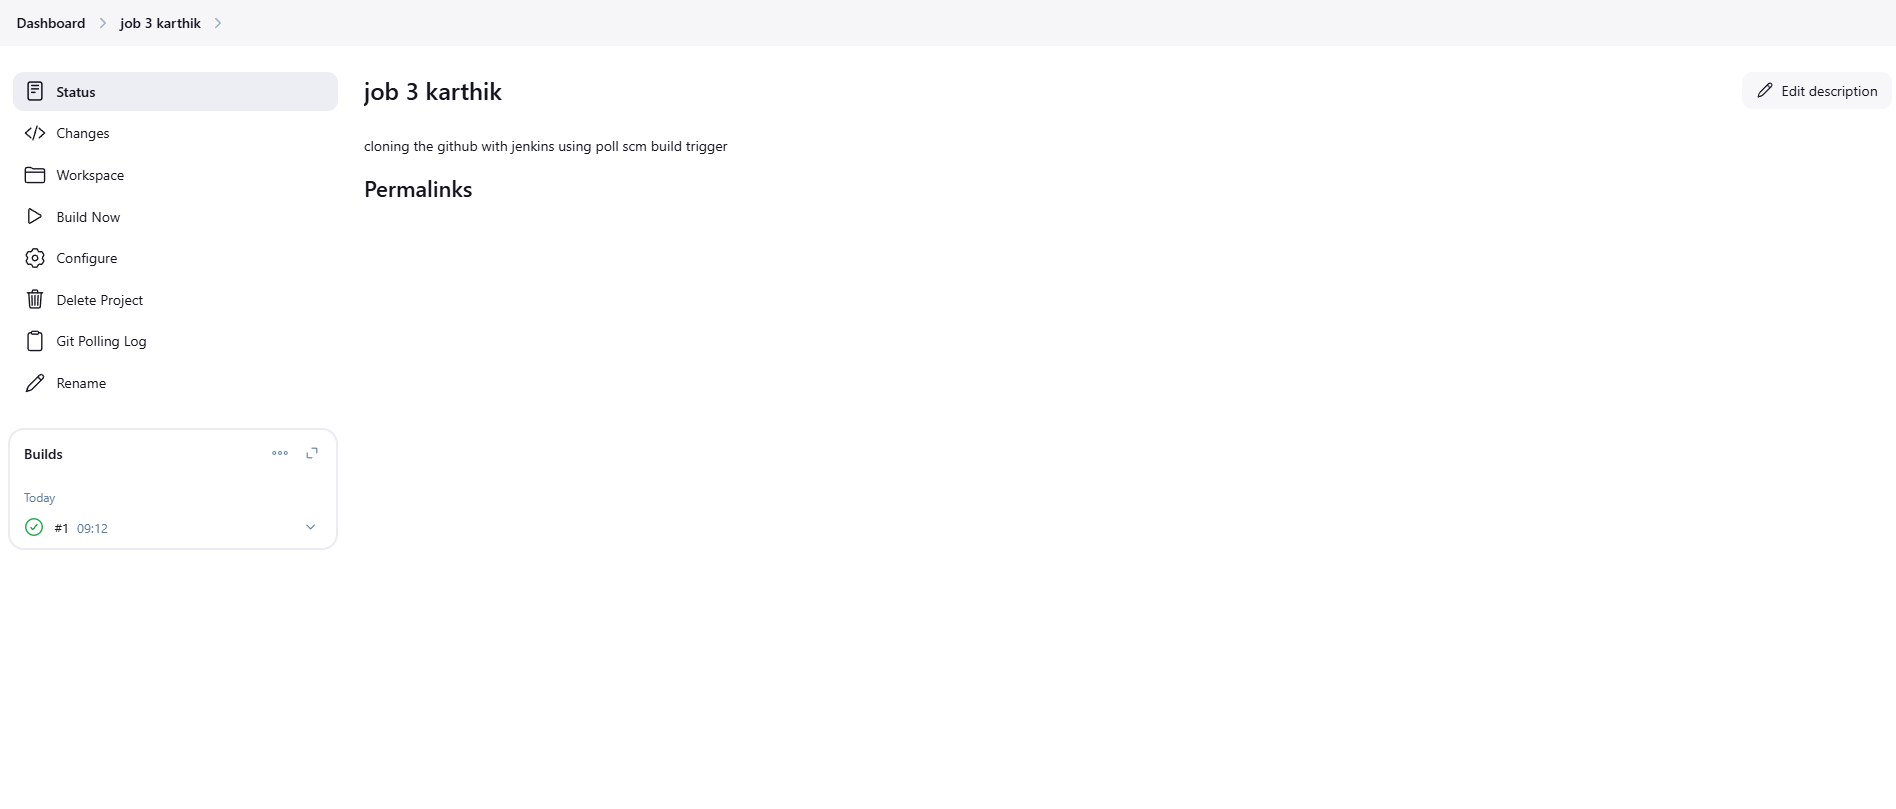 Dashboard
job 3 karthik
Status
Changes
Workspace
Build Now
Configure
Delete Project
Git Polling Log
Rename
Builds
Today
#1 09:12
job 3 karthik
Edit description
cloning the github with jenkins using poll scm build trigger
Permalinks